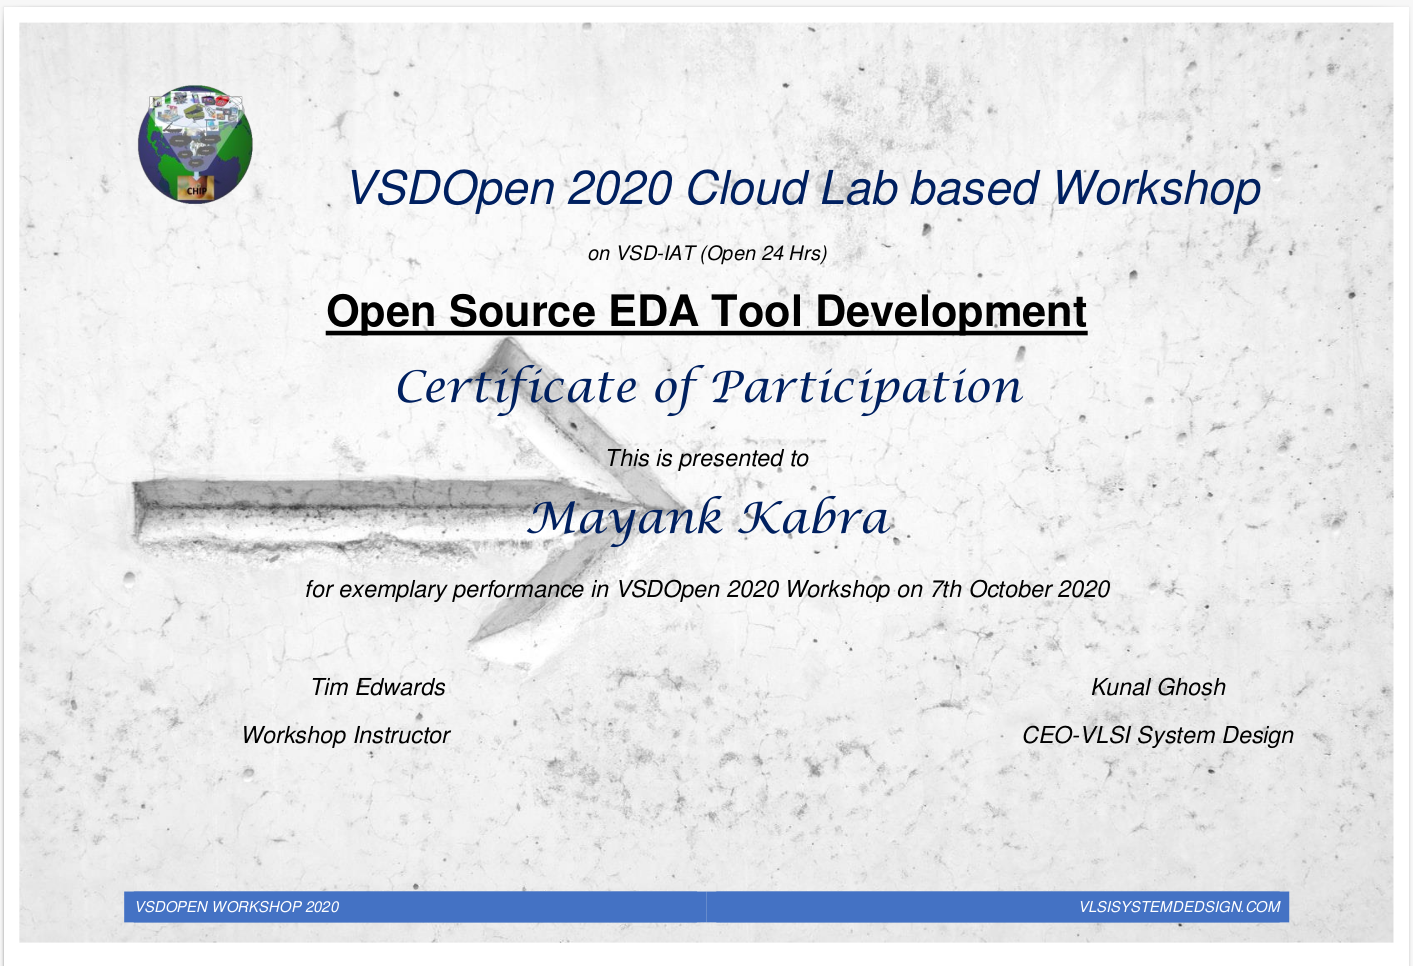 CHIP
VSDOpen 2020 Cloud Lab based Workshop
on VSD-IAT (Open 24 Hrs)
Open Source EDA Tool Development
Certificate of Participation
This is presented to
Mayank Kabra
for exemplary performance in VSDOpen 2020 Workshop on 7th October 2020
Tim Edwards
Kunal Ghosh
Workshop Instructor
CEO-VLSI System Design
VSDOPEN WORKSHOP 2020
VLSISYSTEMDEDSIGN.COM